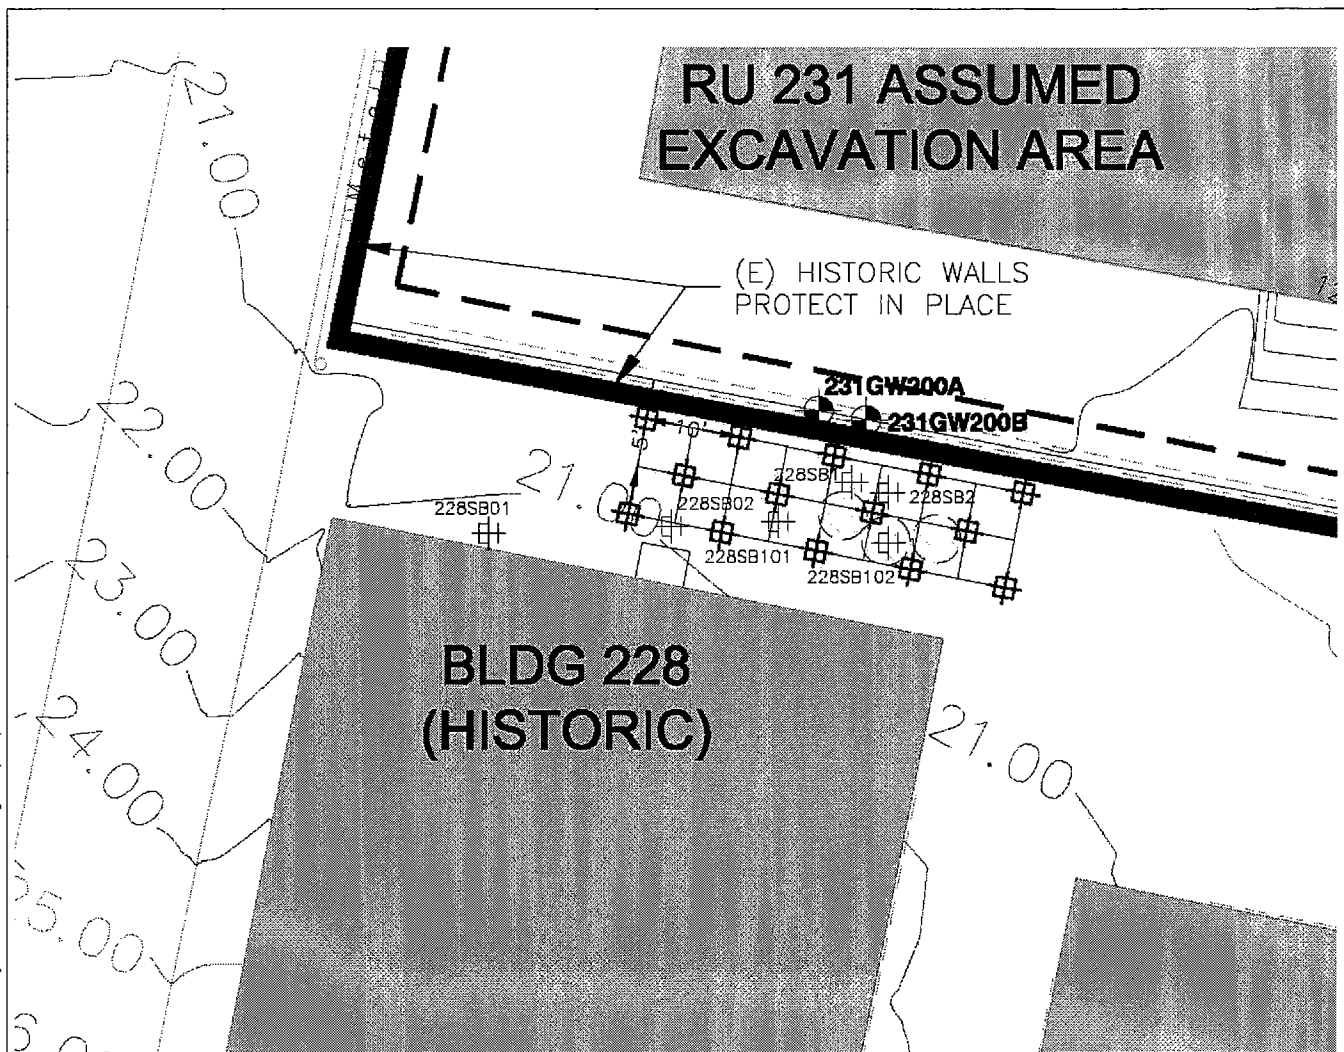 RU 231 ASSUMED
EXCAVATION AREA
21.00
(E) HISTORIC WALLS
PROTECT IN PLACE
231GW200A
231GW200B
22.00
10'
5'
21.00
228SB1
228SB2
228SB01
228SB02
228SB101
228SB102
23.00
BLDG 228
(HISTORIC)
24.00
21.00
25.00